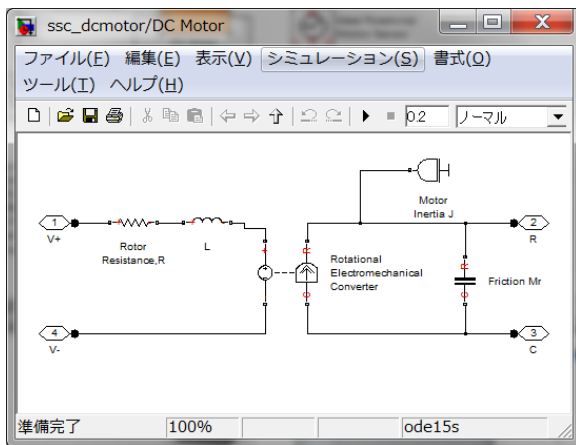 ssc_dcmotor/DC Motor
ファイル(F) 編集(E) 表示(V) シミュレーション(S) 書式(O)
ツール(T) ヘルプ(H)
0.2 ノーマル
Motor
Inertia J
1
V+
Rotor
Resistance,R
L
+
R
C
Rotational
Electromechanical
Converter
R
C
Friction Mr
2
R
4
V-
3
C
準備完了 100% ode15s